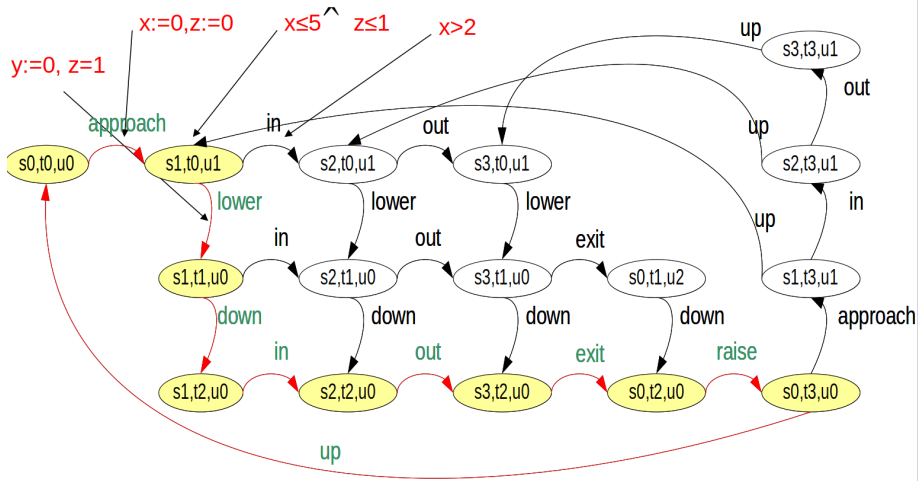 x:=0,z:=0
x≤5^ z≤1
x>2
up
s3,t3,u1
y:=0, z=1
out
approach
in
out
up
s0,t0,u0
s1,t0,u1
s2,t0,u1
s3,t0,u1
s2,t3,u1
lower
lower
lower
in
up
in
out
exit
s1,t1,u0
s2,t1,u0
s3,t1,u0
s0,t1,u2
s1,t3,u1
down
down
down
down
approach
in
out
exit
raise
s1,t2,u0
s2,t2,u0
s3,t2,u0
s0,t2,u0
s0,t3,u0
up